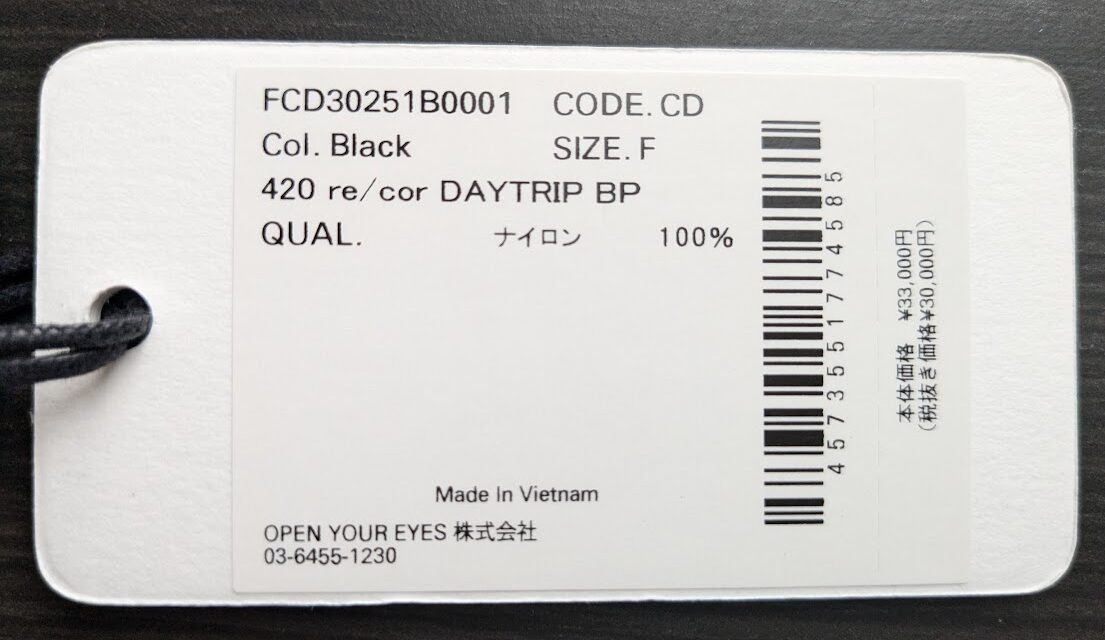 FCD30251B0001 CODE. CD
Col. Black SIZE. F
420 re/cor DAYTRIP BP
QUAL. ナイロン 100%
Made In Vietnam
OPEN YOUR EYES 株式会社
03-6455-1230
4573551774585
本体価格 ¥33,000円
(税抜き価格¥30,000円)